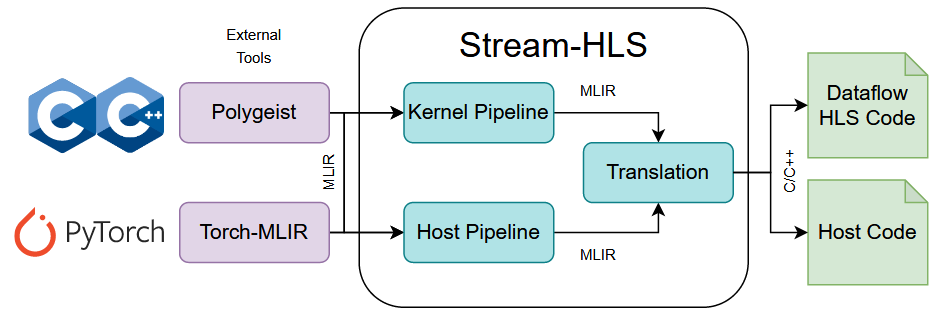 External
Tools
Stream-HLS
C
C
++
Polygeist
MLIR
Kernel Pipeline
MLIR
Translation
C/C++
Dataflow
HLS Code
PyTorch
Torch-MLIR
Host Pipeline
MLIR
Host Code